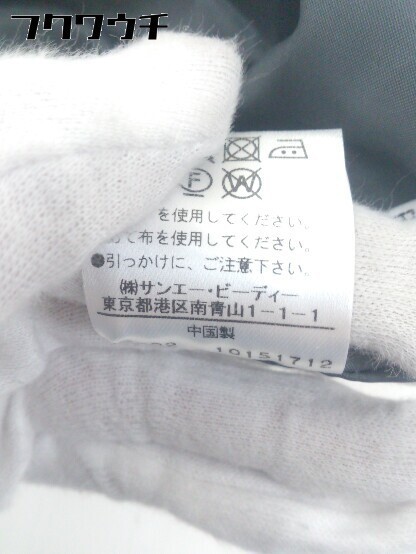 フクワウチ
F W
を使用してください。
て布を使用してください。
●引っかけに、ご注意下さい。
㈱サンエー・ビーディー
東京都港区南青山1-1-1
中国製
10151712